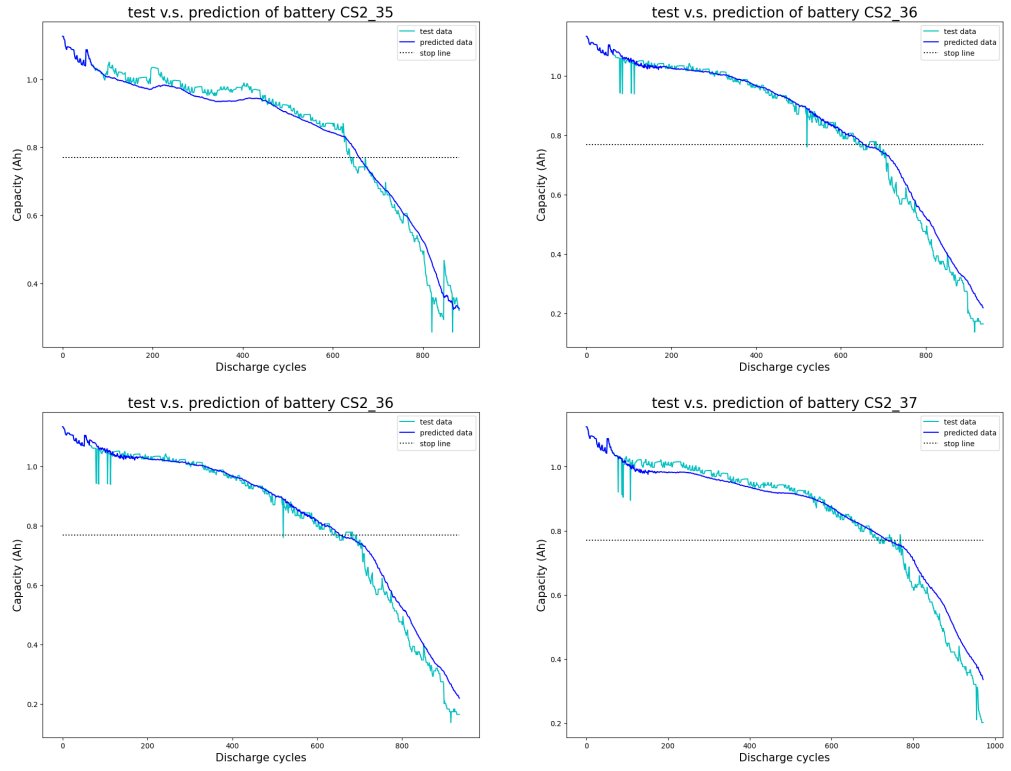 test v.s. prediction of battery CS2_35
test data
predicted data
stop line
1.0
0.8
0.6
0.4
Capacity (Ah)
0 200 400 600 800
Discharge cycles
test v.s. prediction of battery CS2_36
test data
predicted data
stop line
1.0
0.8
0.6
0.4
0.2
Capacity (Ah)
0 200 400 600 800
Discharge cycles
test v.s. prediction of battery CS2_36
test data
predicted data
stop line
1.0
0.8
0.6
0.4
0.2
Capacity (Ah)
0 200 400 600 800
Discharge cycles
test v.s. prediction of battery CS2_37
test data
predicted data
stop line
1.0
0.8
0.6
0.4
0.2
Capacity (Ah)
0 200 400 600 800 1000
Discharge cycles